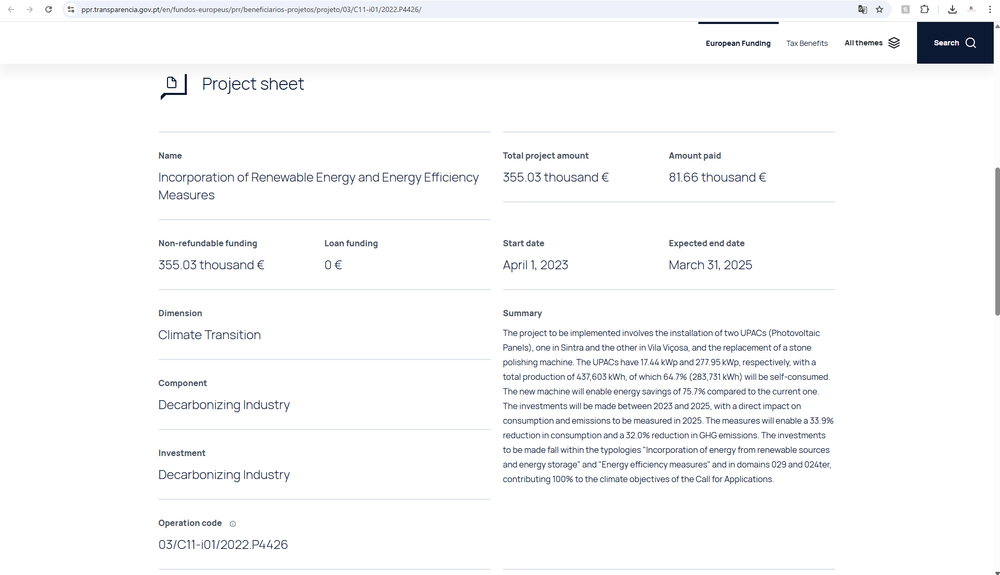 ppr.transparencia.gov.pt/en/fundos-europeus/prr/beneficiarios-projetos/projeto/03/C11-i01/2022.P4426/
European Funding
Tax Benefits
All themes
Search
Project sheet
Name
Incorporation of Renewable Energy and Energy Efficiency
Measures
Total project amount
355.03 thousand €
Amount paid
81.66 thousand €
Non-refundable funding
355.03 thousand €
Loan funding
0 €
Start date
April 1, 2023
Expected end date
March 31, 2025
Dimension
Climate Transition
Component
Decarbonizing Industry
Investment
Decarbonizing Industry
Operation code
03/C11-i01/2022.P4426
Summary
The project to be implemented involves the installation of two UPACs (Photovoltaic
Panels), one in Sintra and the other in Vila Viçosa, and the replacement of a stone
polishing machine. The UPACs have 17.44 kWp and 277.95 kWp, respectively, with a
total production of 437,603 kWh, of which 64.7% (283,731 kWh) will be self-consumed.
The new machine will enable energy savings of 75.7% compared to the current one.
The investments will be made between 2023 and 2025, with a direct impact on
consumption and emissions to be measured in 2025. The measures will enable a 33.9%
reduction in consumption and a 32.0% reduction in GHG emissions. The investments
to be made fall within the typologies "Incorporation of energy from renewable sources
and energy storage" and "Energy efficiency measures" and in domains 029 and 024ter,
contributing 100% to the climate objectives of the Call for Applications.